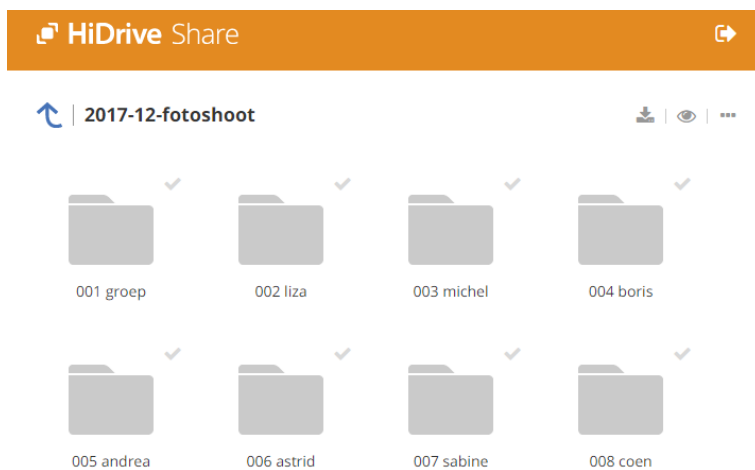 HiDrive Share
2017-12-fotoshoot
001 groep 002 liza 003 michel 004 boris
005 andrea 006 astrid 007 sabine 008 coen